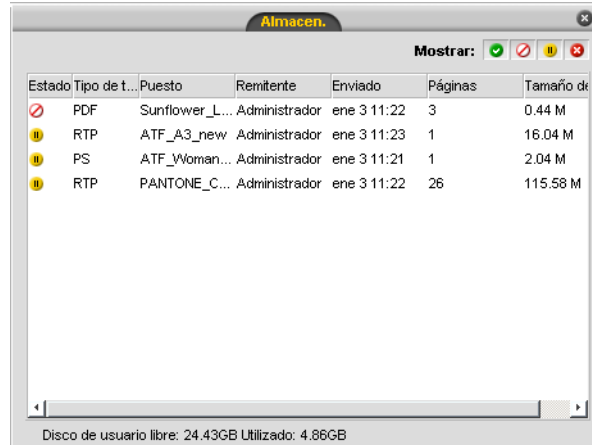 Almacen.
Mostrar:
Estado Tipo de t... Puesto Remitente Enviado Páginas Tamaño de
PDF Sunflower_L... Administrador ene 3 11:22 3 0.44 M
RTP ATF_A3_new Administrador ene 3 11:23 1 16.04 M
PS ATF_Woman... Administrador ene 3 11:21 1 2.04 M
RTP PANTONE_C... Administrador ene 3 11:22 26 115.58 M
Disco de usuario libre: 24.43GB Utilizado: 4.86GB